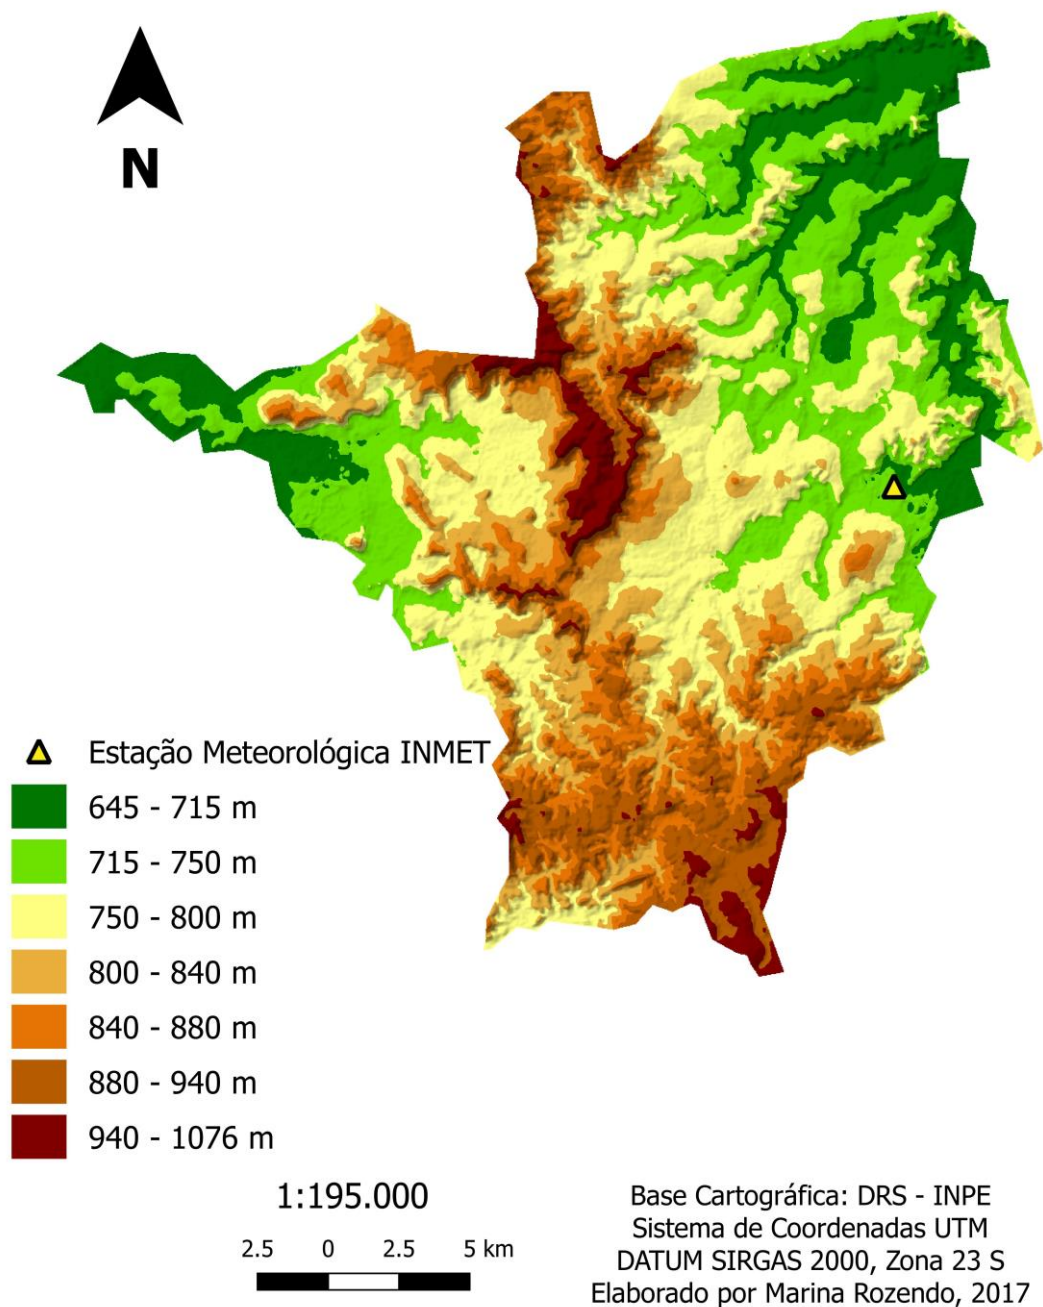 N
Estação Meteorológica INMET
645 - 715 m
715 - 750 m
750 - 800 m
800 - 840 m
840 - 880 m
880 - 940 m
940 - 1076 m
1:195.000
2.5 0 2.5 5 km
Base Cartográfica: DRS - INPE
Sistema de Coordenadas UTM
DATUM SIRGAS 2000, Zona 23 S
Elaborado por Marina Rozendo, 2017